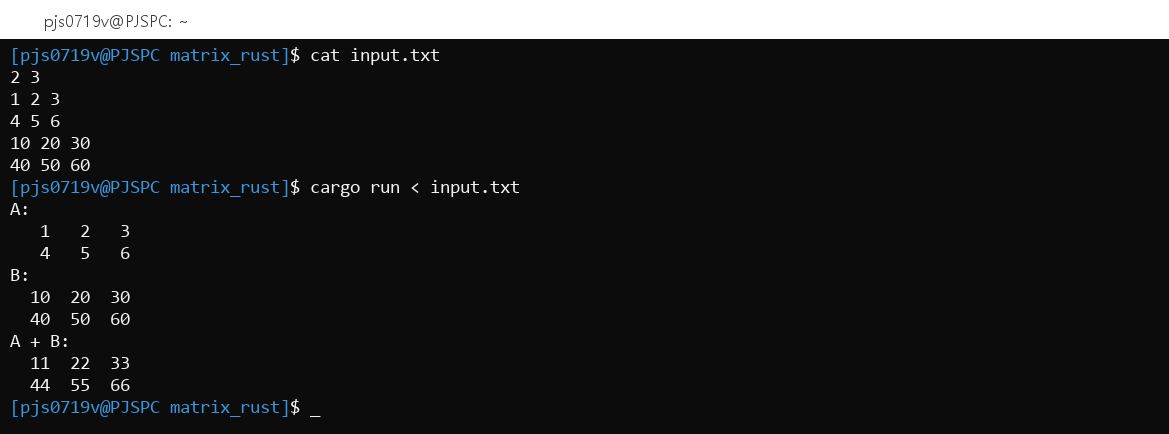 pjs0719v@PJSPC: ~
[pjs0719v@PJSPC matrix_rust]$ cat input.txt
2 3
1 2 3
4 5 6
10 20 30
40 50 60
[pjs0719v@PJSPC matrix_rust]$ cargo run < input.txt
A:
   1   2   3
   4   5   6
B:
  10  20  30
  40  50  60
A + B:
  11  22  33
  44  55  66
[pjs0719v@PJSPC matrix_rust]$ _